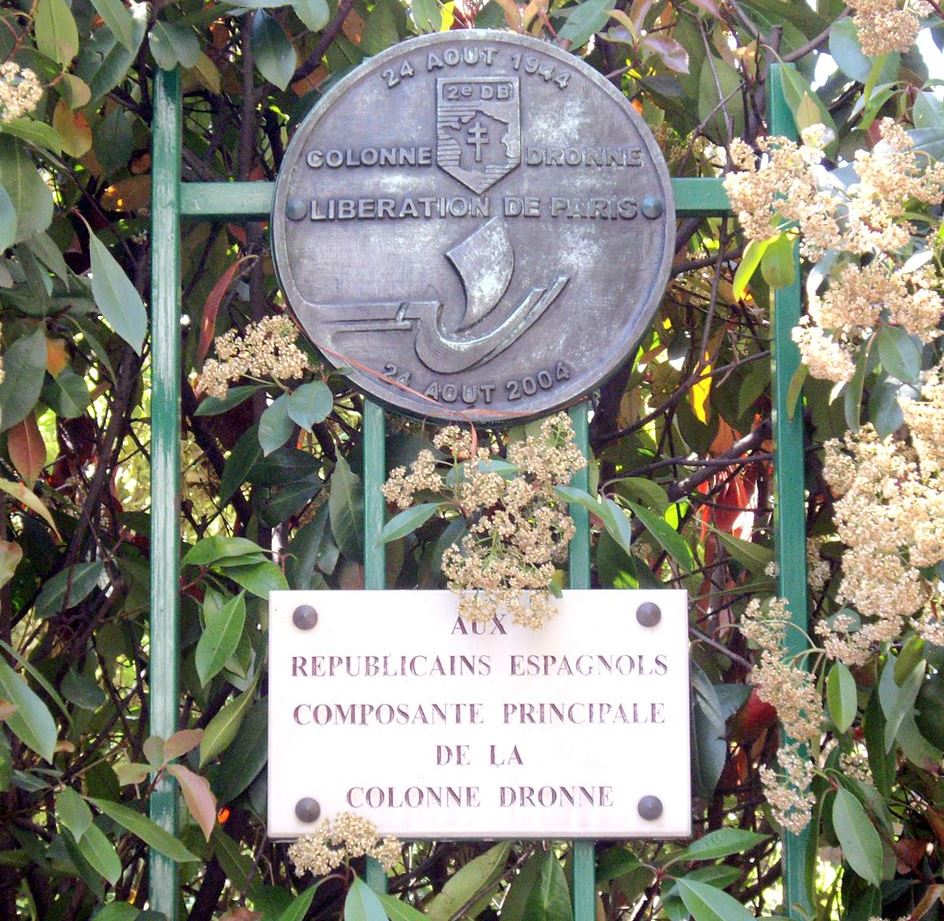 24 AOUT 1944
2e DB
COLONNE DRONNE
LIBERATION DE PARIS
24 AOUT 2004
AUX
REPUBLICAINS ESPAGNOLS
COMPOSANTE PRINCIPALE
DE LA
COLONNE DRONNE